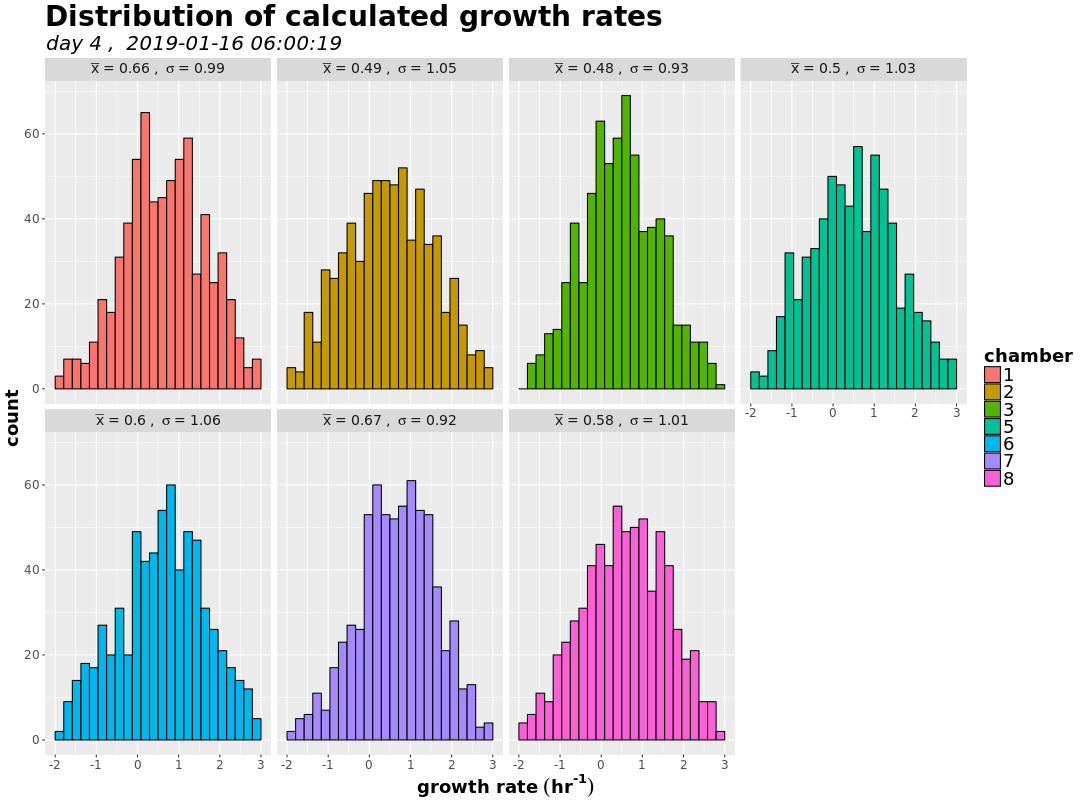 Distribution of calculated growth rates
day 4 ,  2019-01-16 06:00:19
x̅ = 0.66 ,  σ = 0.99
x̅ = 0.49 ,  σ = 1.05
x̅ = 0.48 ,  σ = 0.93
x̅ = 0.5 ,  σ = 1.03
60
40
20
0
-2 -1 0 1 2 3
x̅ = 0.6 ,  σ = 1.06
x̅ = 0.67 ,  σ = 0.92
x̅ = 0.58 ,  σ = 1.01
60
40
20
0
-2 -1 0 1 2 3
-2 -1 0 1 2 3
-2 -1 0 1 2 3
count
growth rate (hr⁻¹)
chamber
1
2
3
5
6
7
8